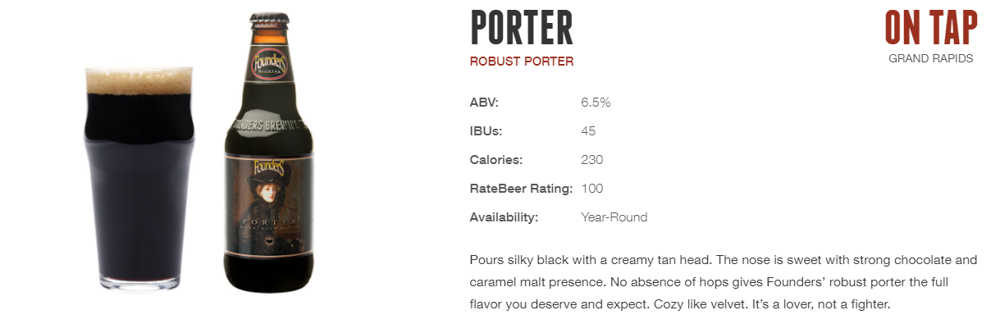 PORTER
ROBUST PORTER
ON TAP
GRAND RAPIDS
ABV: 6.5%
IBUs: 45
Calories: 230
RateBeer Rating: 100
Availability: Year-Round
Pours silky black with a creamy tan head. The nose is sweet with strong chocolate and
caramel malt presence. No absence of hops gives Founders’ robust porter the full
flavor you deserve and expect. Cozy like velvet. It’s a lover, not a fighter.
Founders
Brewing
FOUNDERS BREWI
Founders
PORTER